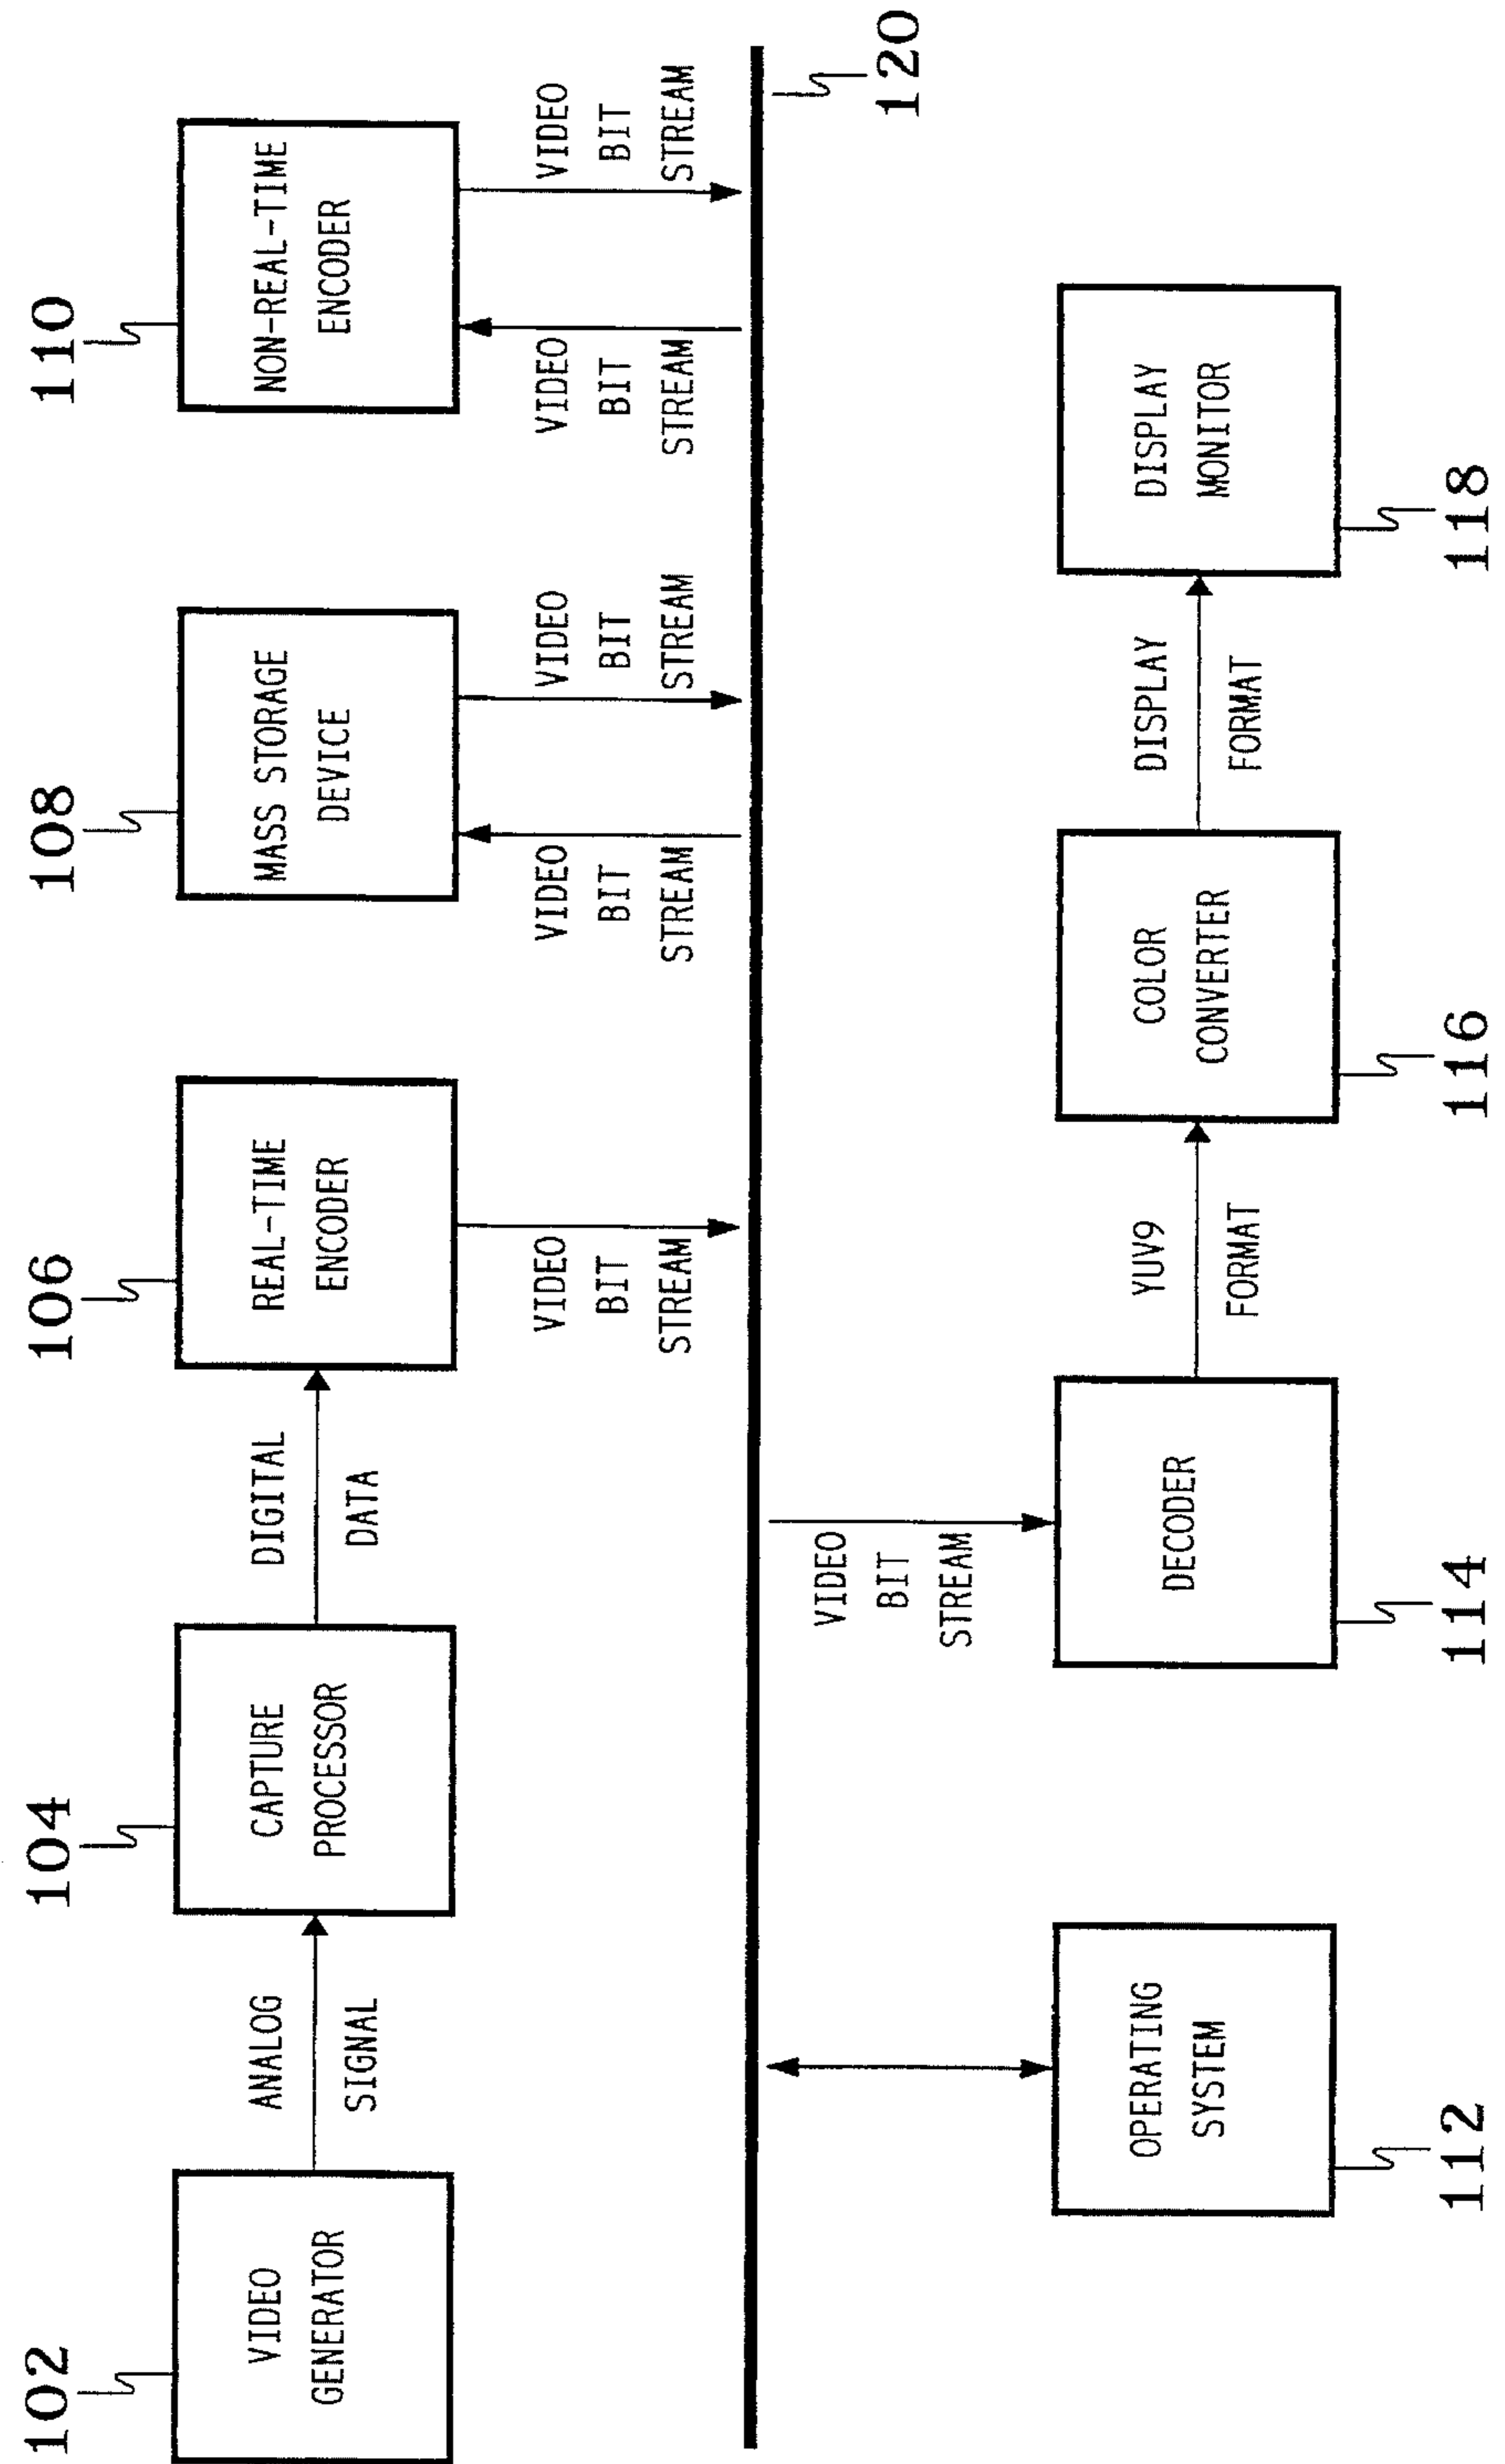 102
VIDEO
GENERATOR
ANALOG
SIGNAL
104
CAPTURE
PROCESSOR
DIGITAL
DATA
106
REAL-TIME
ENCODER
VIDEO
BIT
STREAM
108
MASS STORAGE
DEVICE
VIDEO
BIT
STREAM
VIDEO
BIT
STREAM
110
NON-REAL-TIME
ENCODER
VIDEO
BIT
STREAM
VIDEO
BIT
STREAM
120
OPERATING
SYSTEM
112
VIDEO
BIT
STREAM
DECODER
114
YUV9
FORMAT
COLOR
CONVERTER
116
DISPLAY
FORMAT
DISPLAY
MONITOR
118